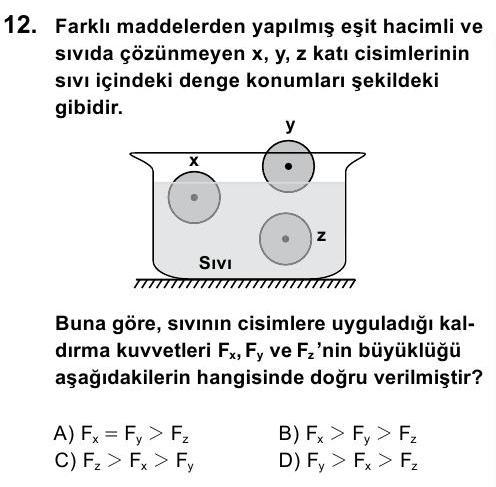 12. Farklı maddelerden yapılmış eşit hacimli ve
sıvıda çözünmeyen x, y, z katı cisimlerinin
sıvı içindeki denge konumları şekildeki
gibidir.
y
x
z
Sıvı
Buna göre, sıvının cisimlere uyguladığı kal-
dırma kuvvetleri Fx, Fy ve Fz'nin büyüklüğü
aşağıdakilerin hangisinde doğru verilmiştir?
A) Fx = Fy > Fz B) Fx > Fy > Fz
C) Fz > Fx > Fy D) Fy > Fx > Fz